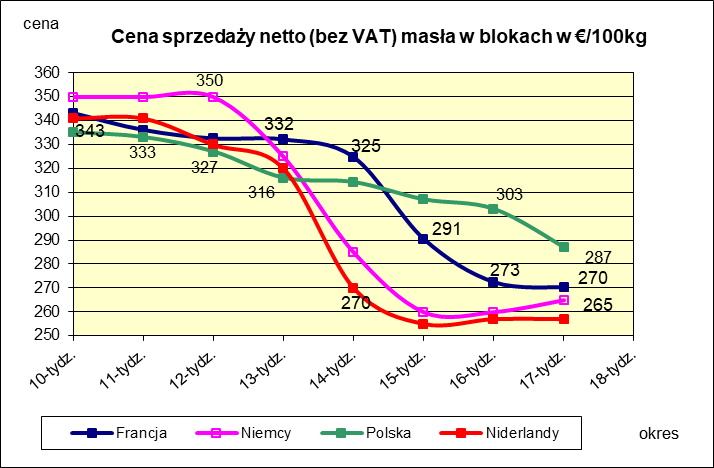 cena
Cena sprzedaży netto (bez VAT) masła w blokach w €/100kg
360
350
340
330
320
310
300
290
280
270
260
250
350
343
333
327
332
316
325
270
291
303
273
287
270
265
10-tydz.
11-tydz.
12-tydz.
13-tydz.
14-tydz.
15-tydz.
16-tydz.
17-tydz.
18-tydz.
Francja Niemcy Polska Niderlandy
okres